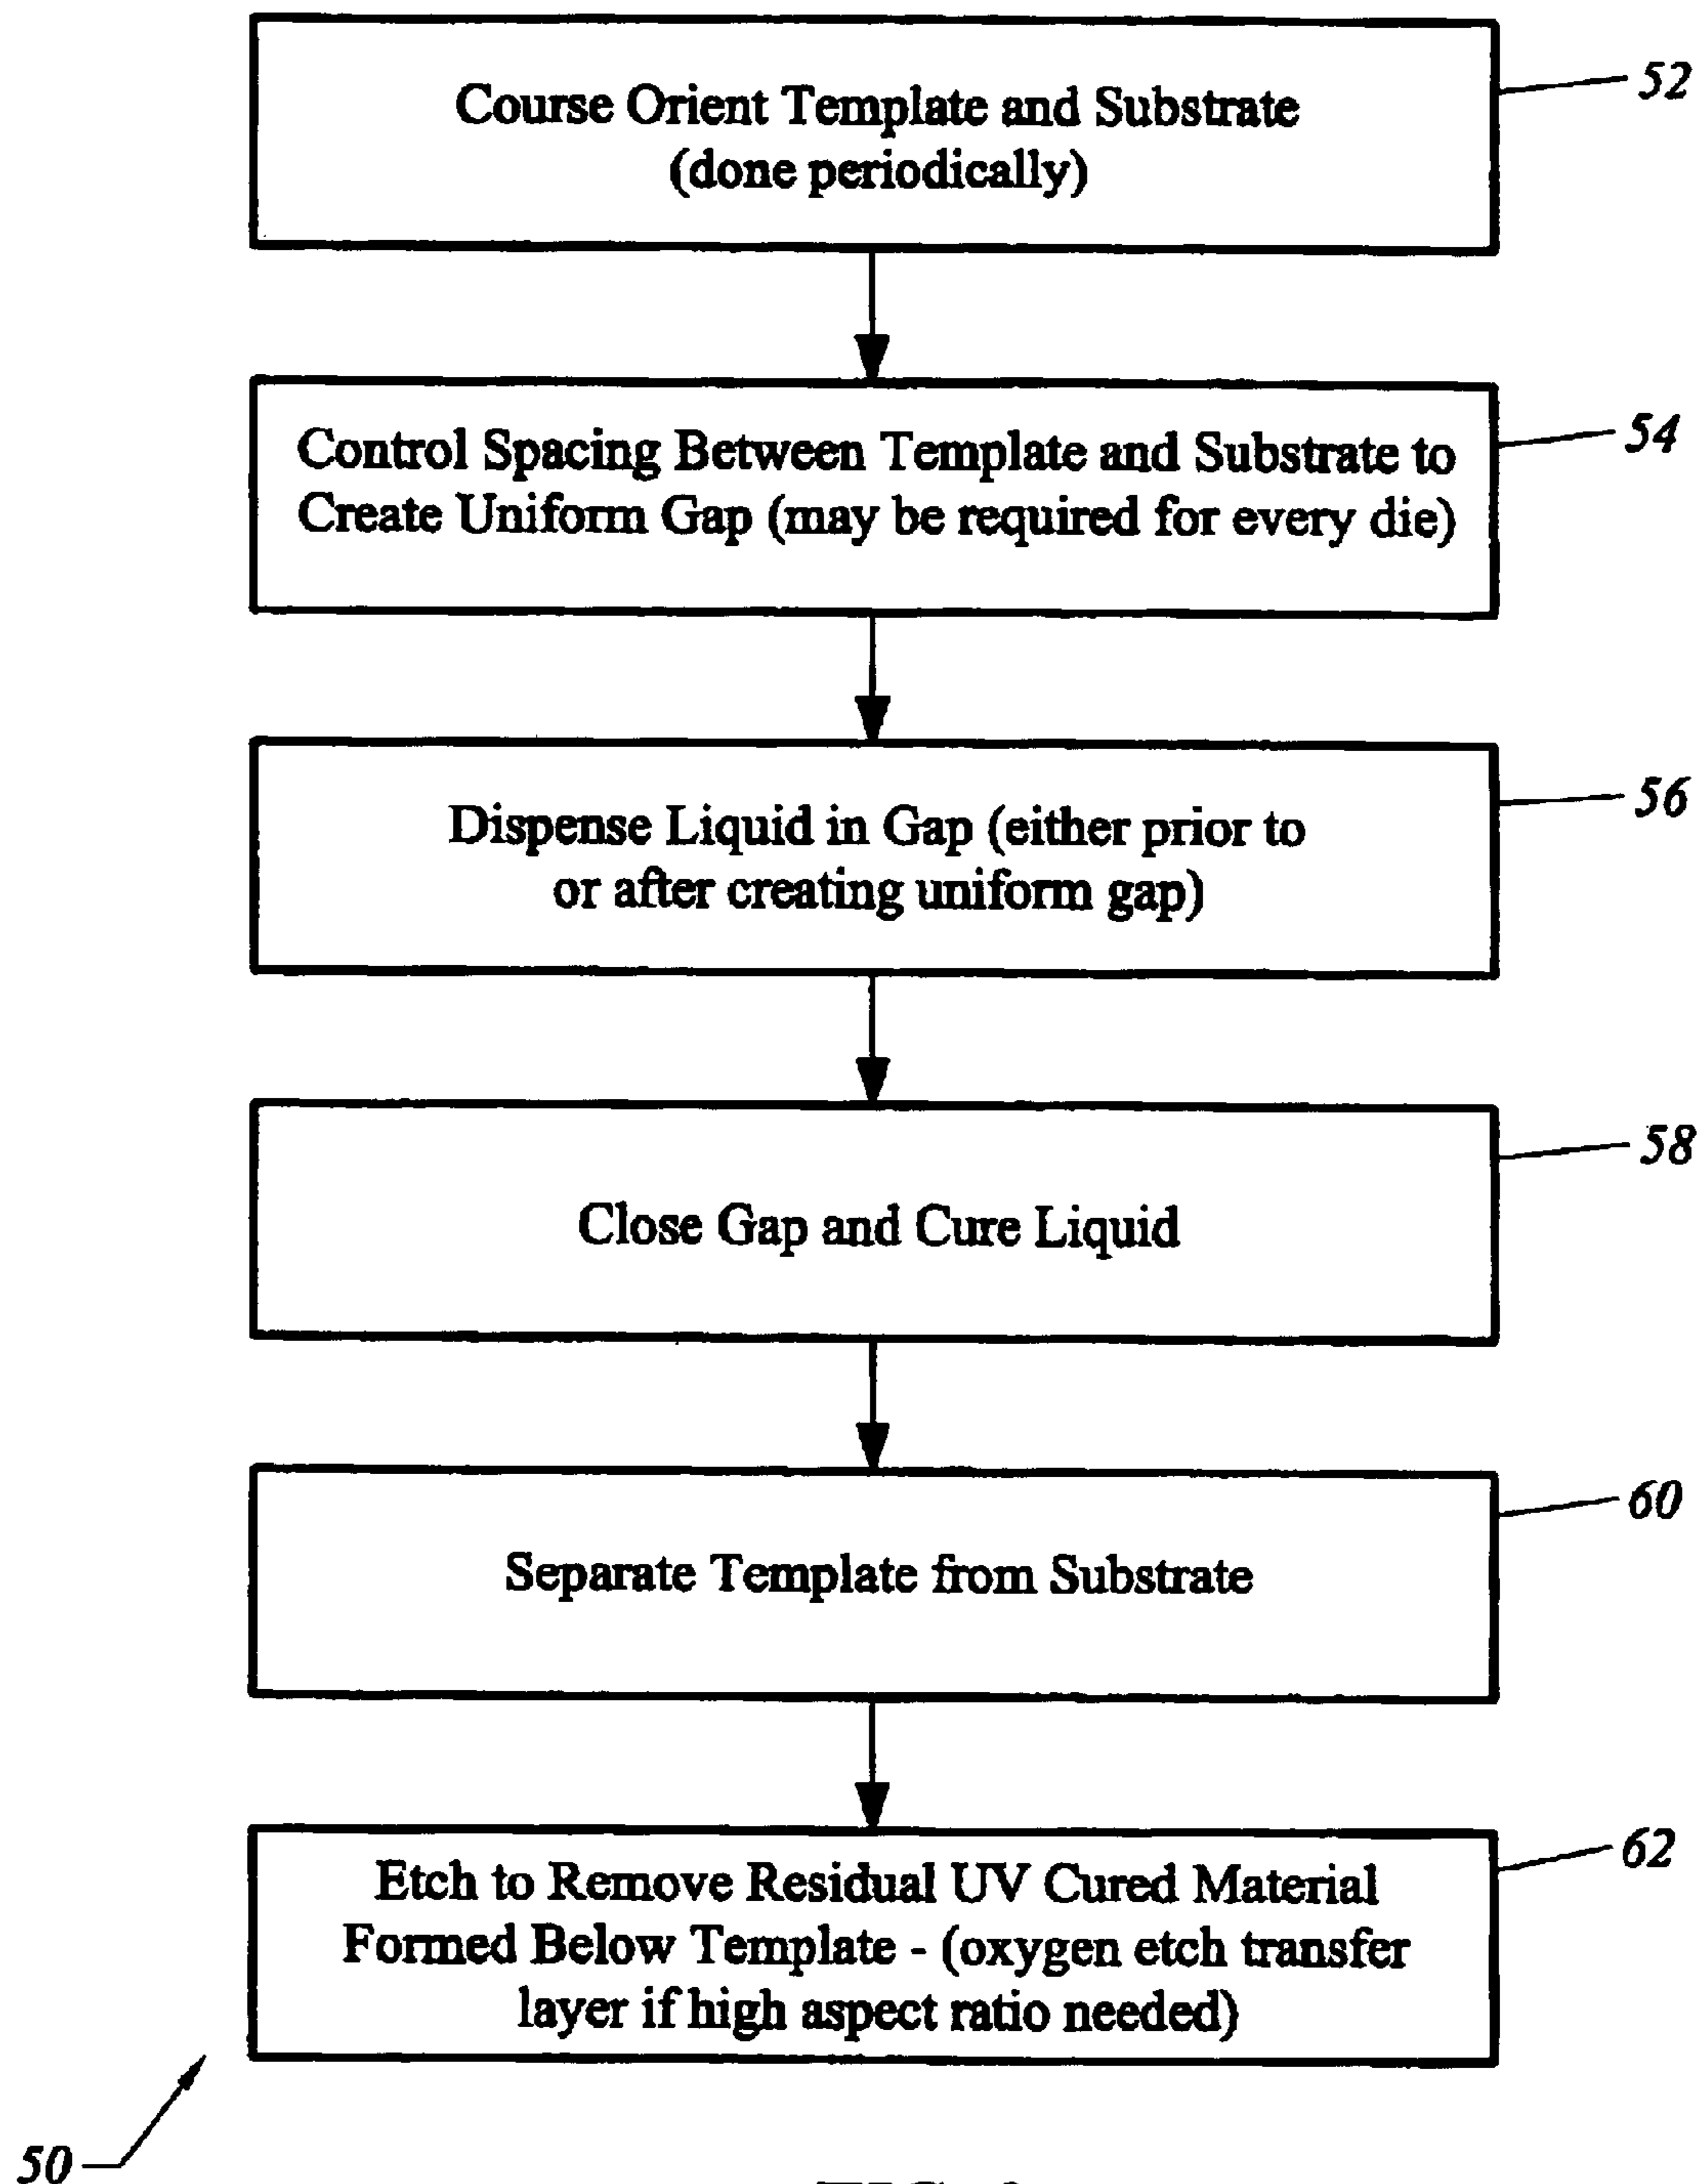 Course Orient Template and Substrate
(done periodically)
52
Control Spacing Between Template and Substrate to
Create Uniform Gap (may be required for every die)
54
Dispense Liquid in Gap (either prior to
or after creating uniform gap)
56
Close Gap and Cure Liquid
58
Separate Template from Substrate
60
Etch to Remove Residual UV Cured Material
Formed Below Template - (oxygen etch transfer
layer if high aspect ratio needed)
62
50